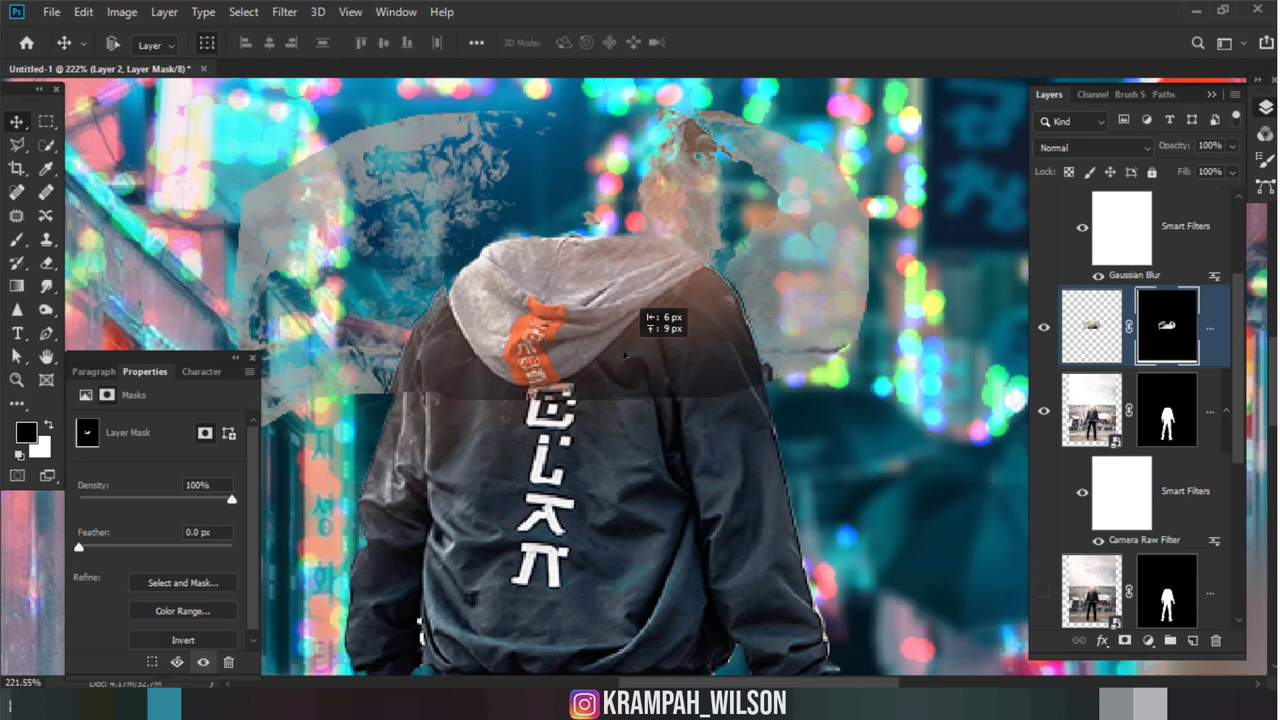 Ps File Edit Image Layer Type Select Filter 3D View Window Help
Layer 3D Mode:
Untitled-1 @ 222% (Layer 2, Layer Mask/8) *
Layers Channel Brush S Paths
Kind
Normal Opacity: 100%
Lock: Fill: 100%
Smart Filters
Gaussian Blur
6 px
9 px
Paragraph Properties Character
Masks
Layer Mask
Density: 100%
Feather: 0.0 px
Refine: Select and Mask...
Color Range...
Invert
Smart Filters
Camera Raw Filter
221.55% Doc: 4.17M/32.7M
KRAMPAH_WILSON